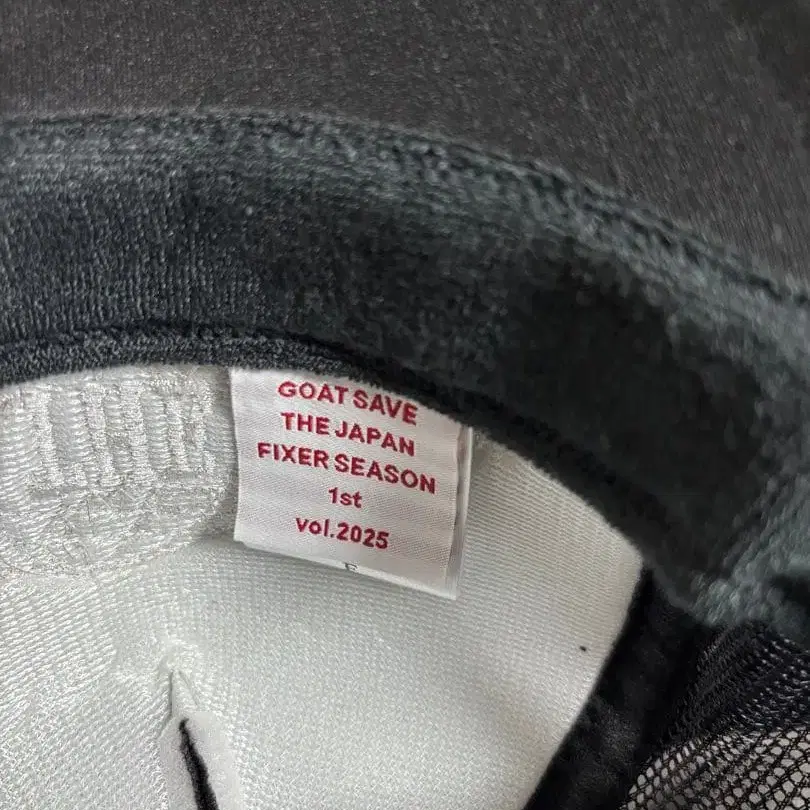 GOAT SAVE
THE JAPAN
FIXER SEASON
1st
vol.2025